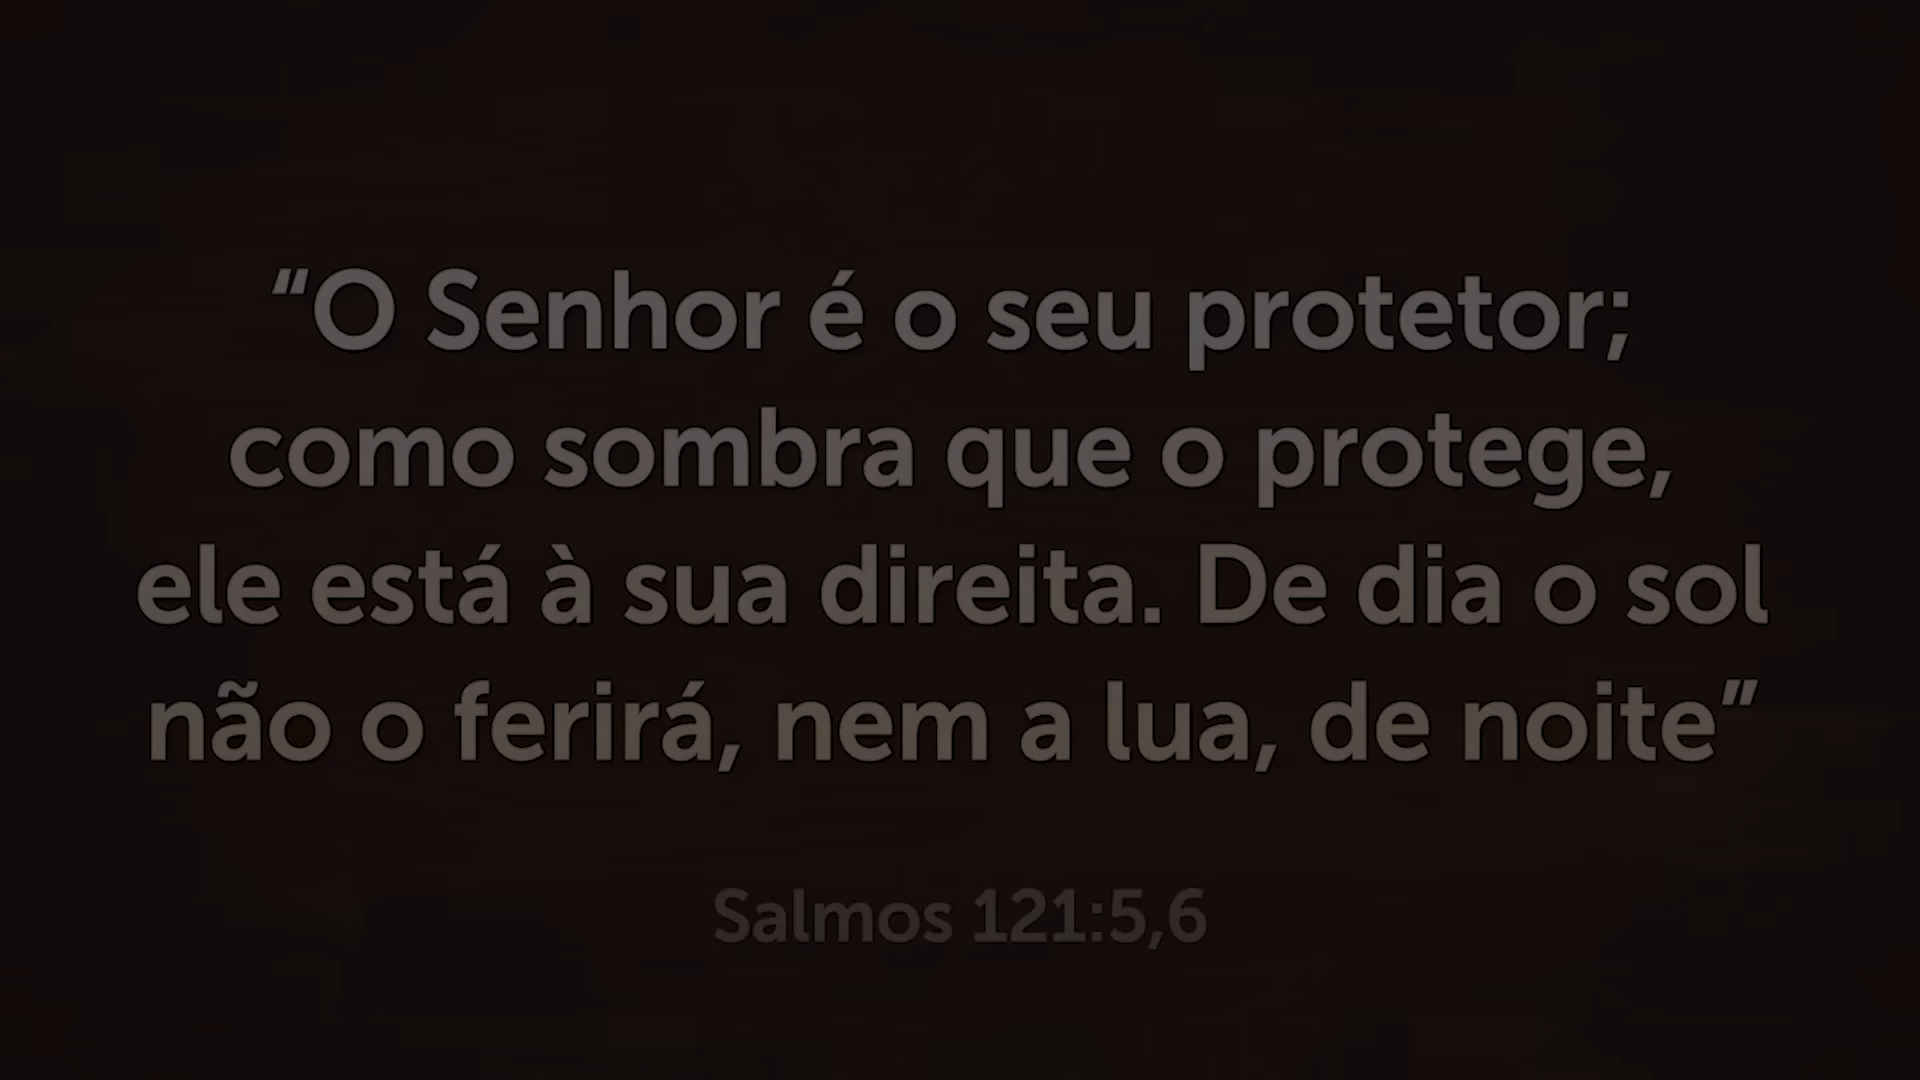 “O Senhor é o seu protetor;
como sombra que o protege,
ele está à sua direita. De dia o sol
não o ferirá, nem a lua, de noite”
Salmos 121:5,6